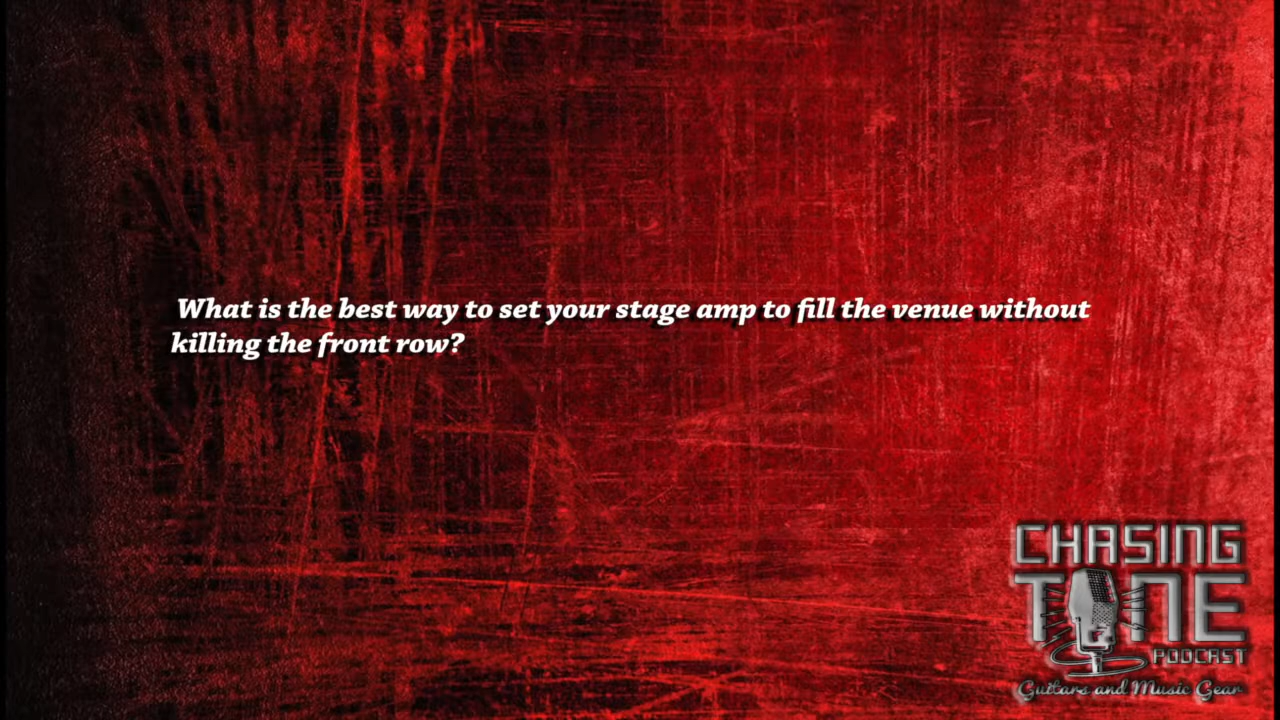 What is the best way to set your stage amp to fill the venue without
killing the front row?
CHASING
TONE
PODCAST
Guitars and Music Gear